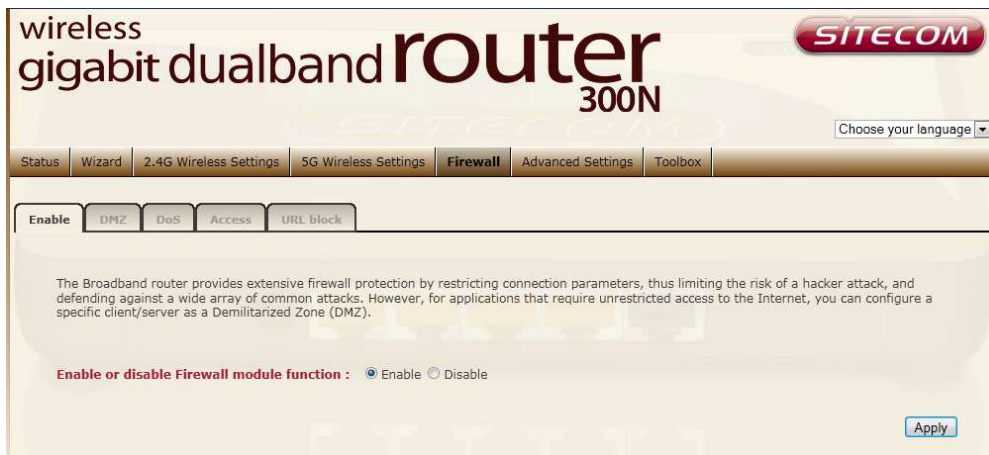 wireless
gigabit dualband router
300N
SITECOM
Choose your language
Status Wizard 2.4G Wireless Settings 5G Wireless Settings Firewall Advanced Settings Toolbox
Enable DMZ DoS Access URL block
The Broadband router provides extensive firewall protection by restricting connection parameters, thus limiting the risk of a hacker attack, and
defending against a wide array of common attacks. However, for applications that require unrestricted access to the Internet, you can configure a
specific client/server as a Demilitarized Zone (DMZ).
Enable or disable Firewall module function : Enable Disable
Apply